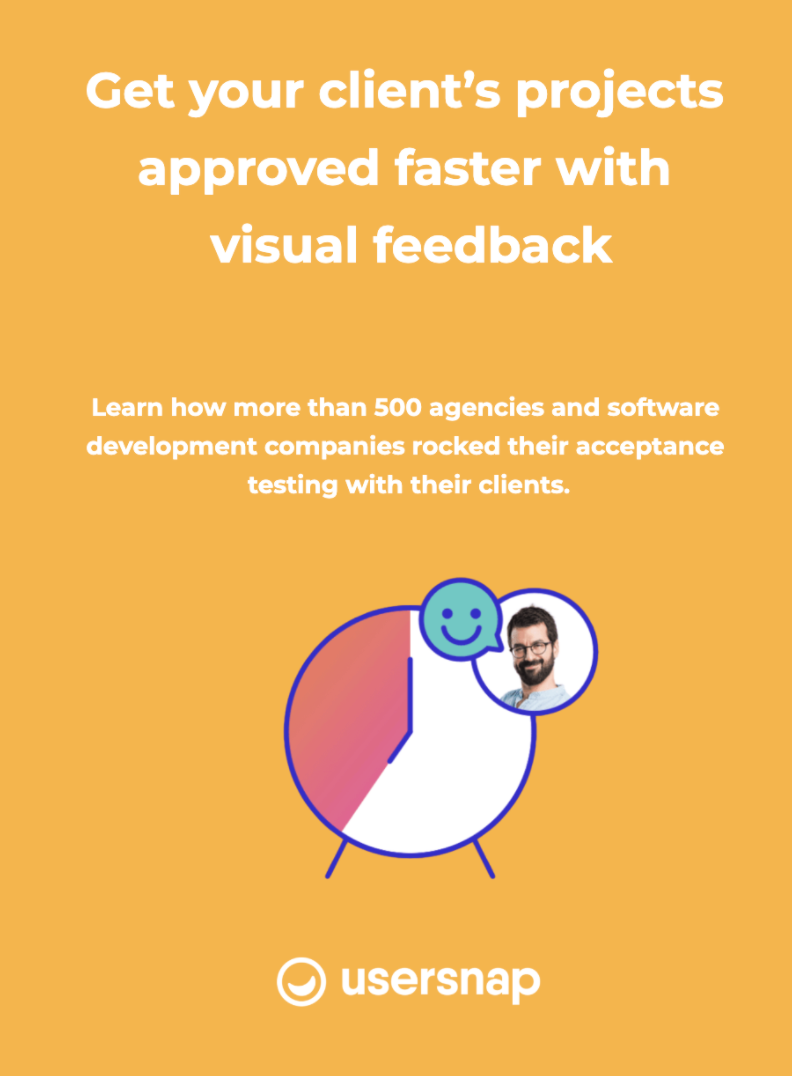 Get your client’s projects
approved faster with
visual feedback
Learn how more than 500 agencies and software
development companies rocked their acceptance
testing with their clients.
usersnap